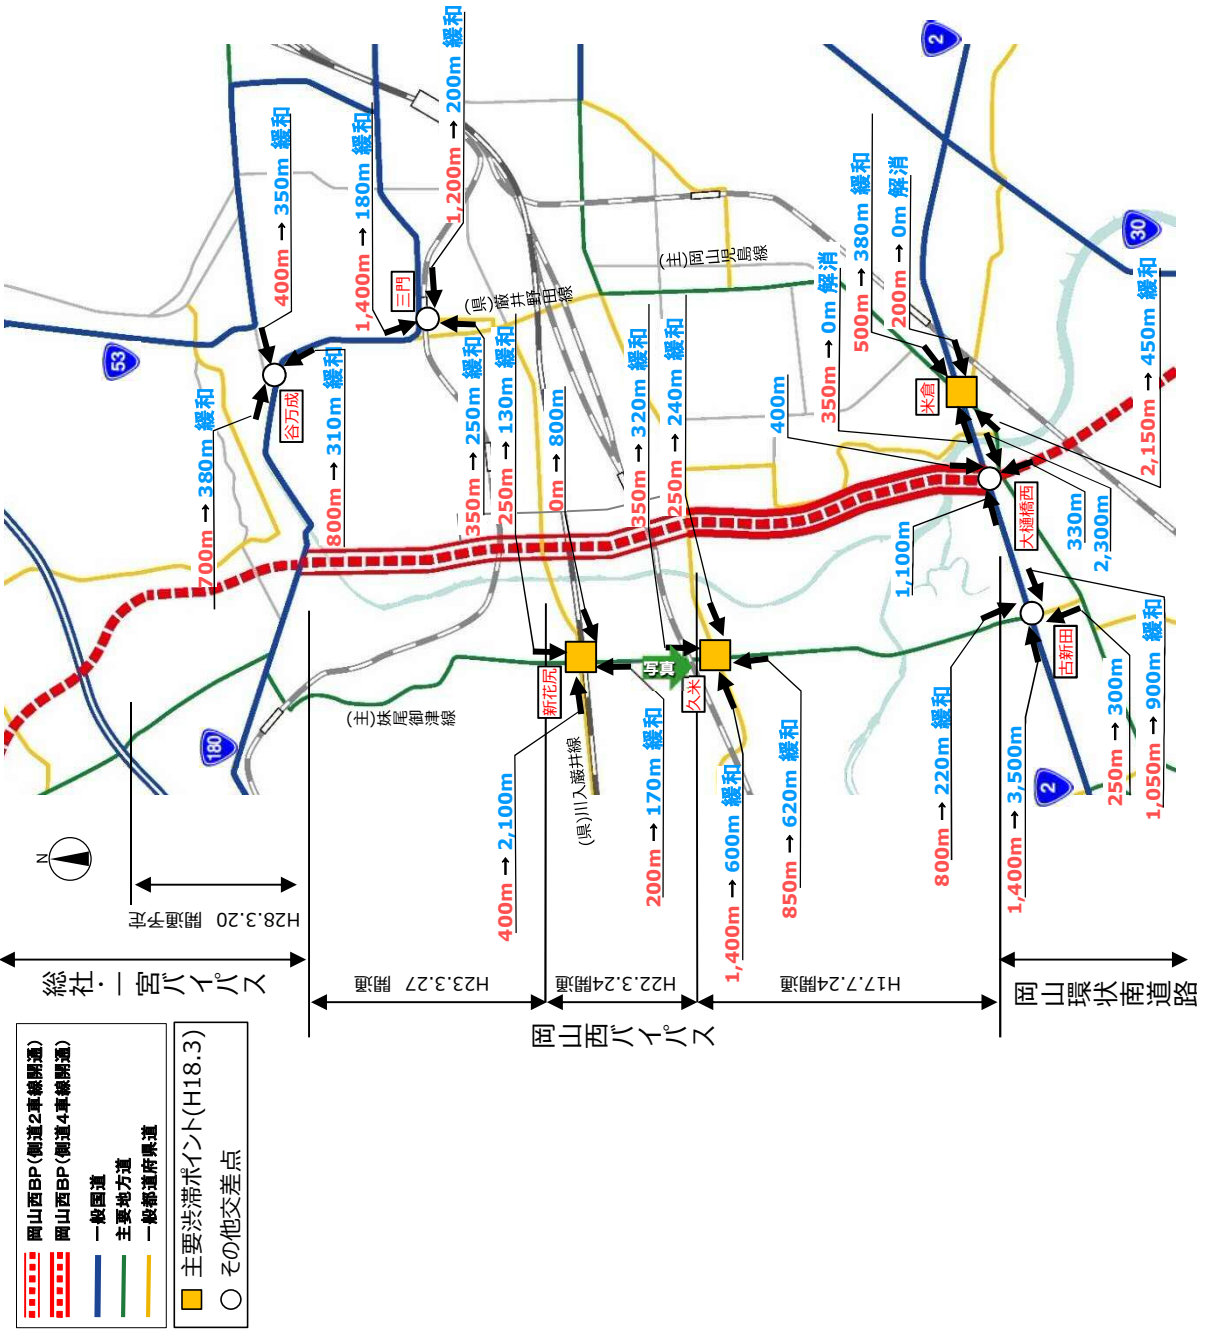 岡山西BP(側道2車線開通)
岡山西BP(側道4車線開通)
一般国道
主要地方道
一般都道府県道
主要渋滞ポイント(H18.3)
その他交差点
総社・一宮バイパス
H28.3.20 開通予定
岡山西バイパス
H23.3.27 開通
H22.3.24開通
H17.7.24開通
岡山環状南道路
N
53
180
2
2
30
700m → 380m 緩和
400m → 350m 緩和
800m → 310m 緩和
谷万成
1,400m → 180m 緩和
1,200m → 200m 緩和
350m → 250m 緩和
三門
(県)厳井野田線
(主)岡山児島線
(主)妹尾御津線
(県)川入巌井線
250m → 130m 緩和
0m → 800m
400m → 2,100m
200m → 170m 緩和
新花尻
写真
350m → 320m 緩和
250m → 240m 緩和
1,400m → 600m 緩和
850m → 620m 緩和
久米
500m → 380m 緩和
200m → 0m 解消
350m → 0m 解消
2,150m → 450m 緩和
米倉
400m
1,100m
330m
2,300m
大樋橋西
800m → 220m 緩和
1,400m → 3,500m
250m → 300m
1,050m → 900m 緩和
古新田